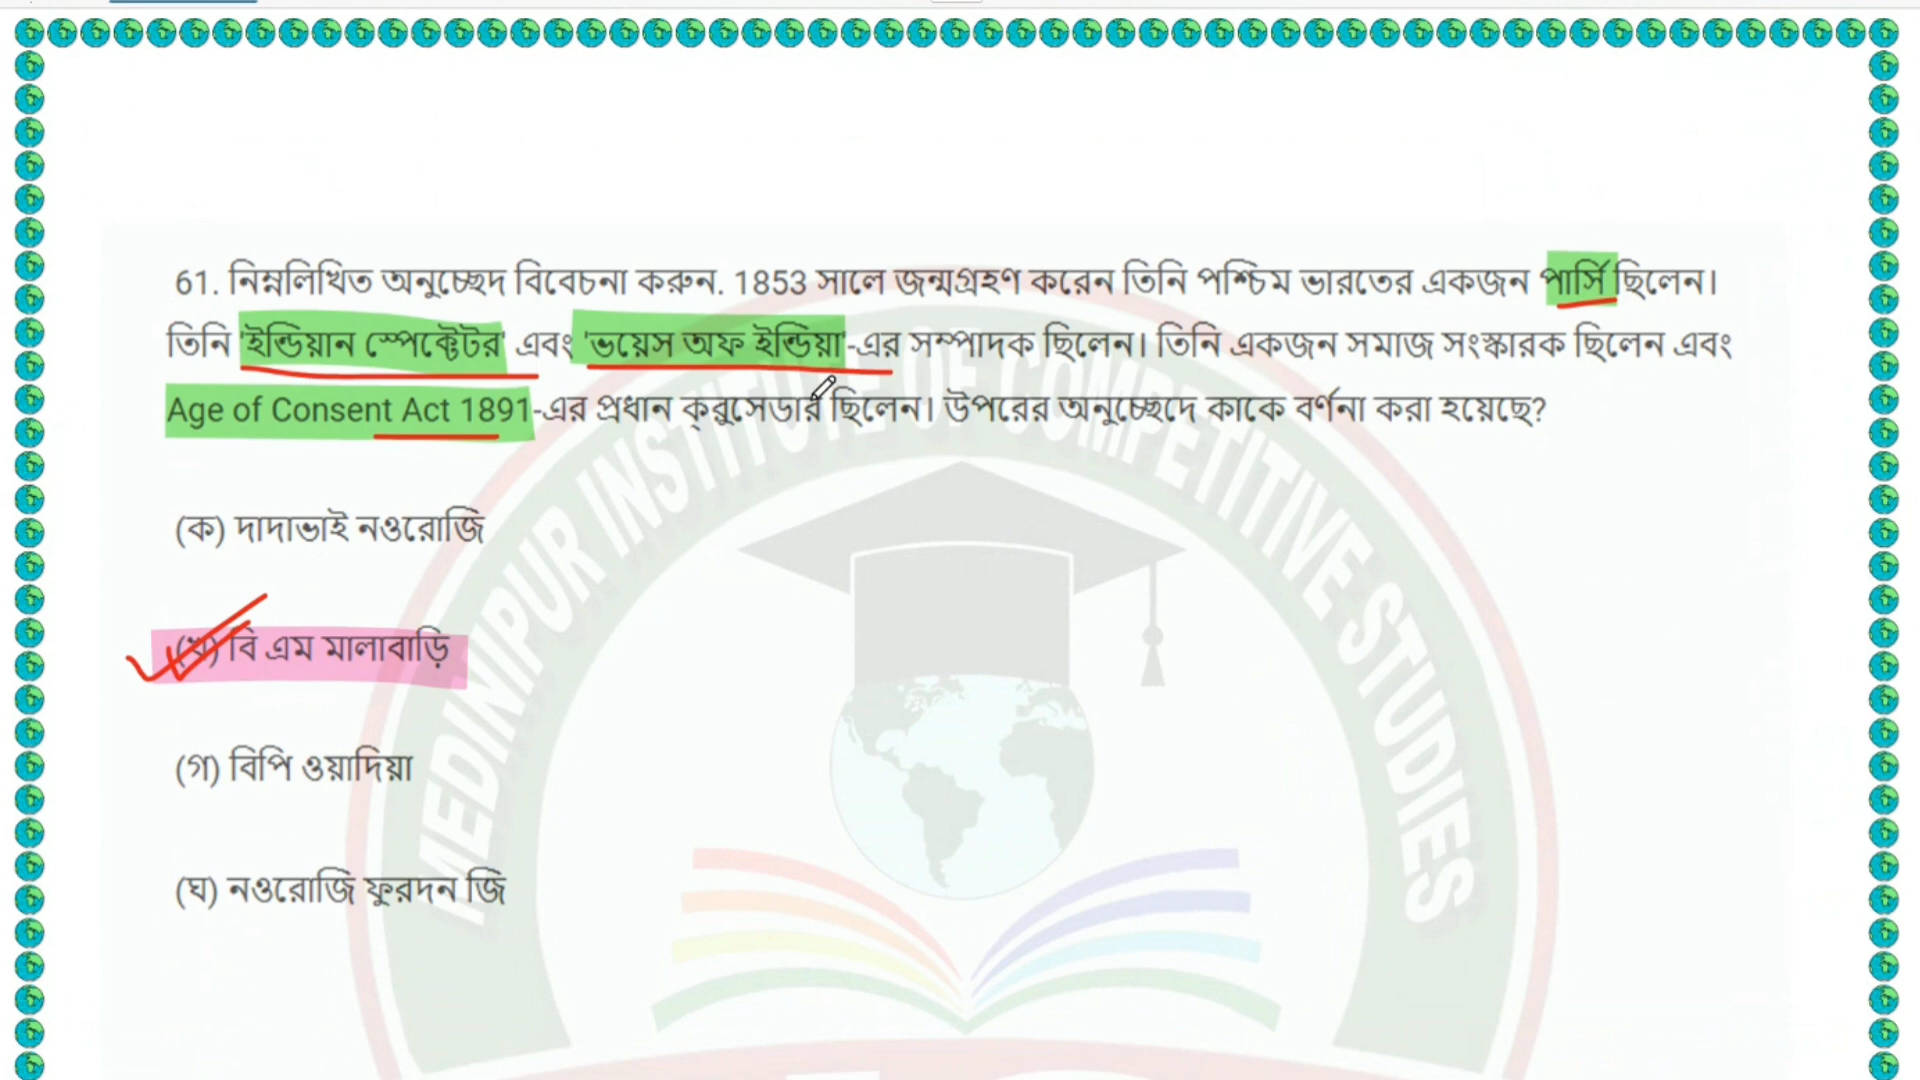 61. নিম্নলিখিত অনুচ্ছেদ বিবেচনা করুন. 1853 সালে জন্মগ্রহণ করেন তিনি পশ্চিম ভারতের একজন পার্সি ছিলেন।
তিনি 'ইন্ডিয়ান স্পেক্টেটর' এবং 'ভয়েস অফ ইন্ডিয়া'-এর সম্পাদক ছিলেন। তিনি একজন সমাজ সংস্কারক ছিলেন এবং
Age of Consent Act 1891-এর প্রধান ক্রুসেডার ছিলেন। উপরের অনুচ্ছেদে কাকে বর্ণনা করা হয়েছে?
(ক) দাদাভাই নওরোজি
(খ) বি এম মালাবাড়ি
(গ) বিপি ওয়াদিয়া
(ঘ) নওরোজি ফুরদন জি
MEDINIPUR INSTITUTE OF COMPETITIVE STUDIES